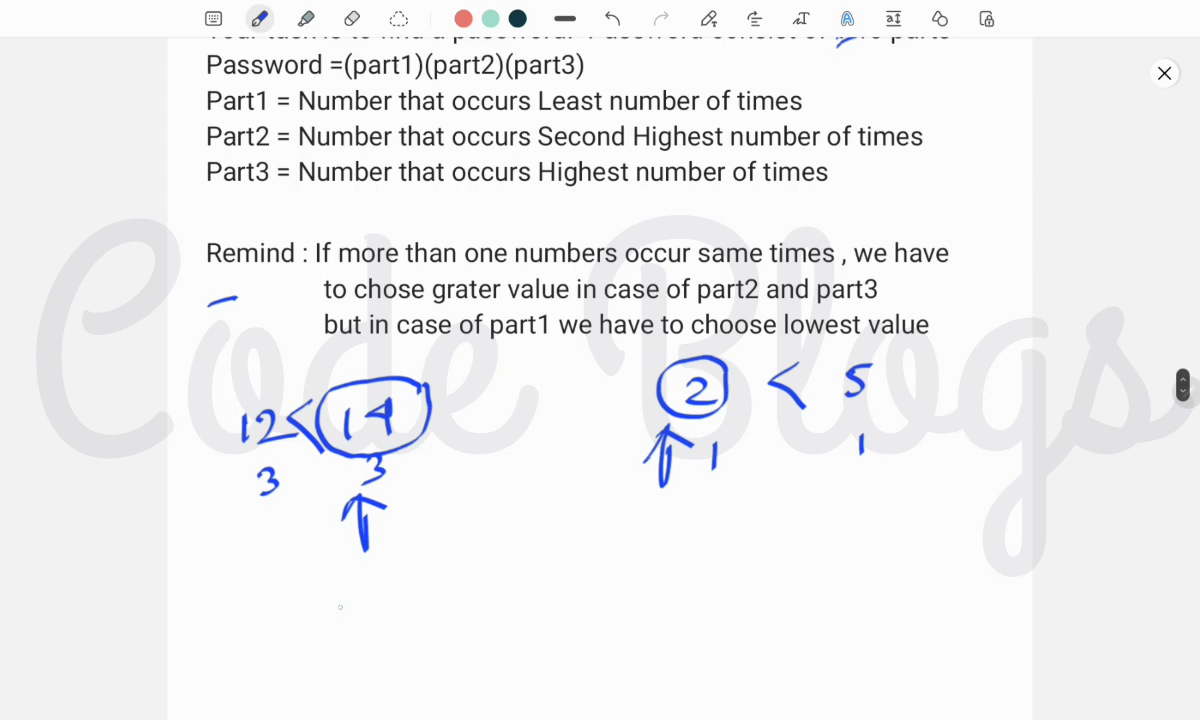 Password =(part1)(part2)(part3)
Part1 = Number that occurs Least number of times
Part2 = Number that occurs Second Highest number of times
Part3 = Number that occurs Highest number of times
Remind : If more than one numbers occur same times , we have
to chose grater value in case of part2 and part3
but in case of part1 we have to choose lowest value
Code Blogs
12 < 14
3 3
2 < 5
1 1